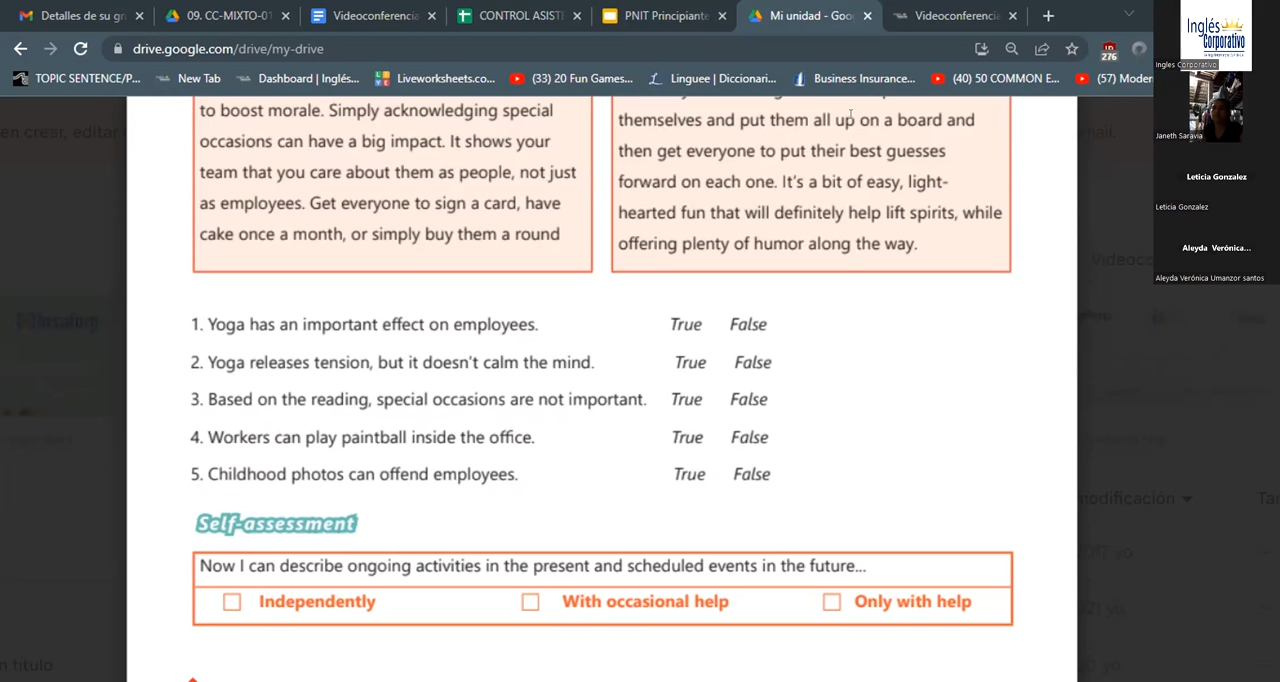 Detalles de su gr
09. CC-MIXTO-01
Videoconferencia
CONTROL ASIST
PNIT Principiante
Mi unidad - Goo
Videoconferencia
drive.google.com/drive/my-drive
276
TOPIC SENTENCE/P...
New Tab
Dashboard | Inglés...
Liveworksheets.co...
(33) 20 Fun Games...
Linguee | Diccionari...
Business Insurance...
(40) 50 COMMON E...
(57) Moder
Inglés
Corporativo
Ingles Corporativo
Janeth Saravia
Leticia Gonzalez
Leticia Gonzalez
Aleyda Verónica...
Aleyda Verónica Umanzor santos
to boost morale. Simply acknowledging special
occasions can have a big impact. It shows your
team that you care about them as people, not just
as employees. Get everyone to sign a card, have
cake once a month, or simply buy them a round
themselves and put them all up on a board and
then get everyone to put their best guesses
forward on each one. It's a bit of easy, light-
hearted fun that will definitely help lift spirits, while
offering plenty of humor along the way.
1. Yoga has an important effect on employees. True False
2. Yoga releases tension, but it doesn't calm the mind. True False
3. Based on the reading, special occasions are not important. True False
4. Workers can play paintball inside the office. True False
5. Childhood photos can offend employees. True False
Self-assessment
Now I can describe ongoing activities in the present and scheduled events in the future...
Independently
With occasional help
Only with help
en crear, editar
modificación
n título